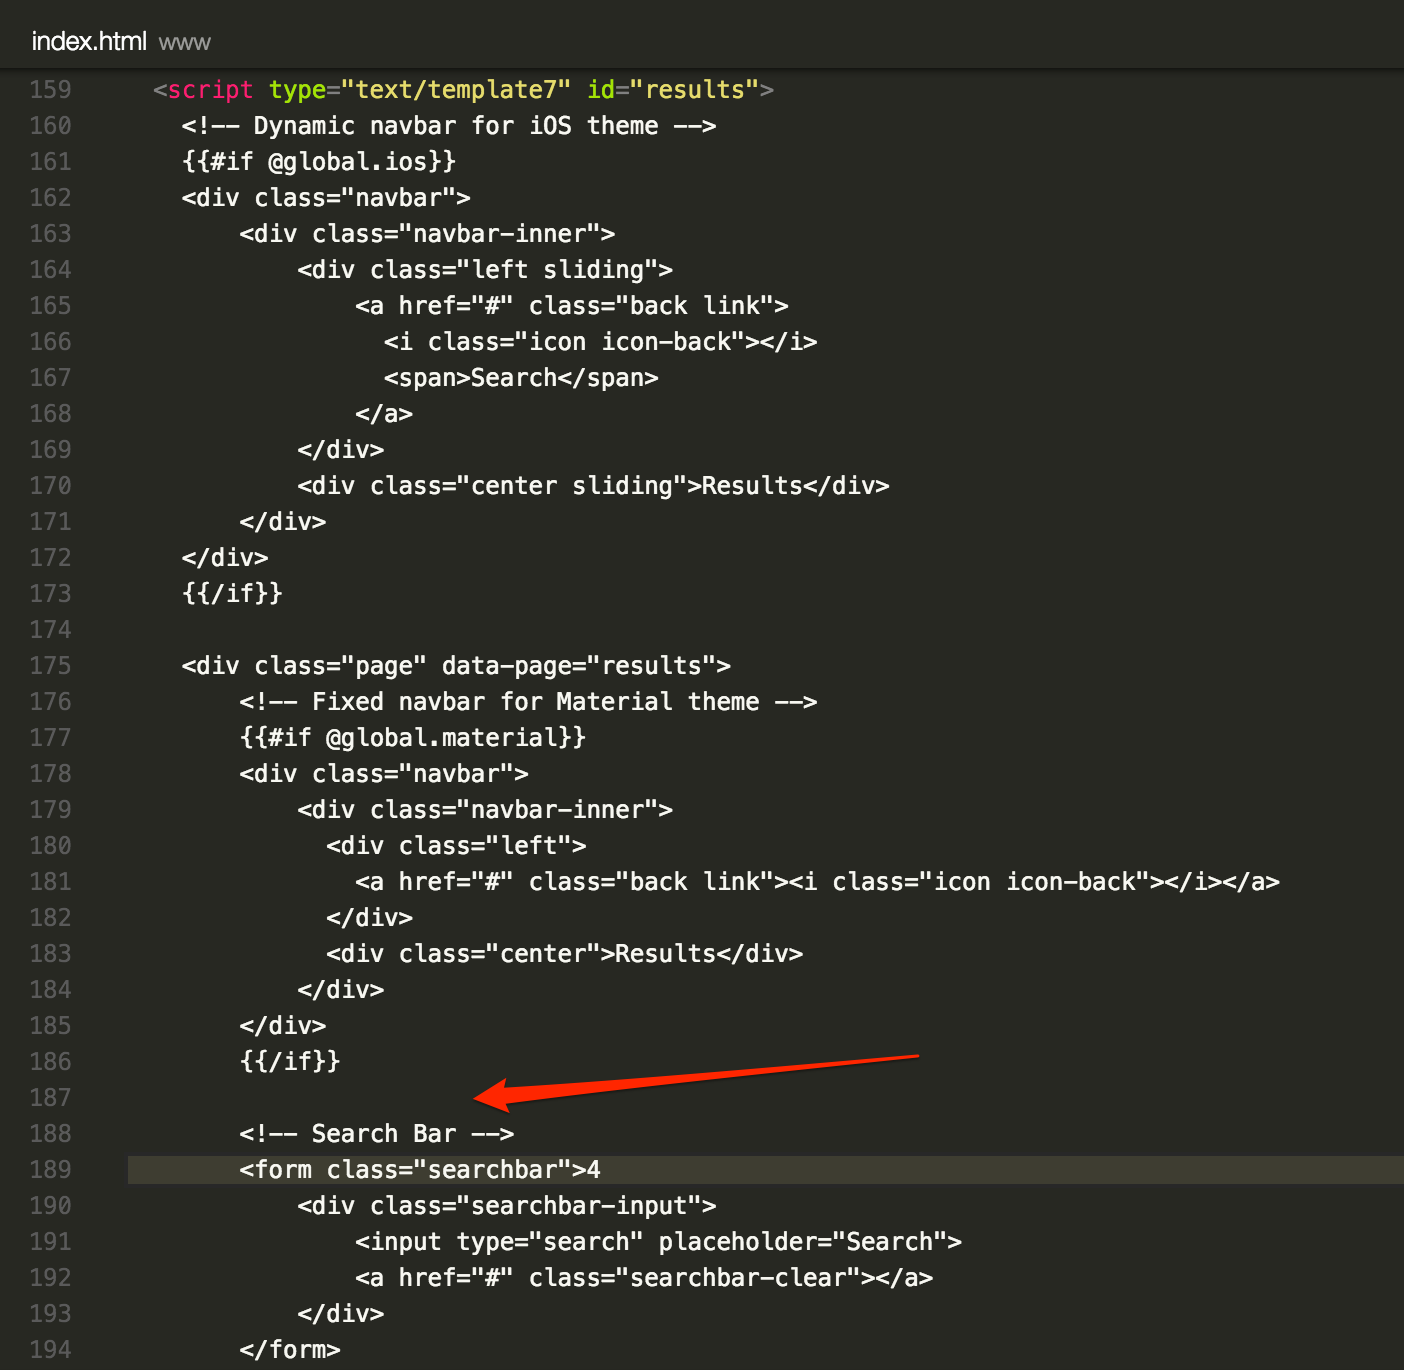 index.html www
159 <script type="text/template7" id="results">
160 <!-- Dynamic navbar for iOS theme -->
161 {{#if @global.ios}}
162 <div class="navbar">
163 <div class="navbar-inner">
164 <div class="left sliding">
165 <a href="#" class="back link">
166 <i class="icon icon-back"></i>
167 <span>Search</span>
168 </a>
169 </div>
170 <div class="center sliding">Results</div>
171 </div>
172 </div>
173 {{/if}}
174
175 <div class="page" data-page="results">
176 <!-- Fixed navbar for Material theme -->
177 {{#if @global.material}}
178 <div class="navbar">
179 <div class="navbar-inner">
180 <div class="left">
181 <a href="#" class="back link"><i class="icon icon-back"></i></a>
182 </div>
183 <div class="center">Results</div>
184 </div>
185 </div>
186 {{/if}}
187
188 <!-- Search Bar -->
189 <form class="searchbar">4
190 <div class="searchbar-input">
191 <input type="search" placeholder="Search">
192 <a href="#" class="searchbar-clear"></a>
193 </div>
194 </form>